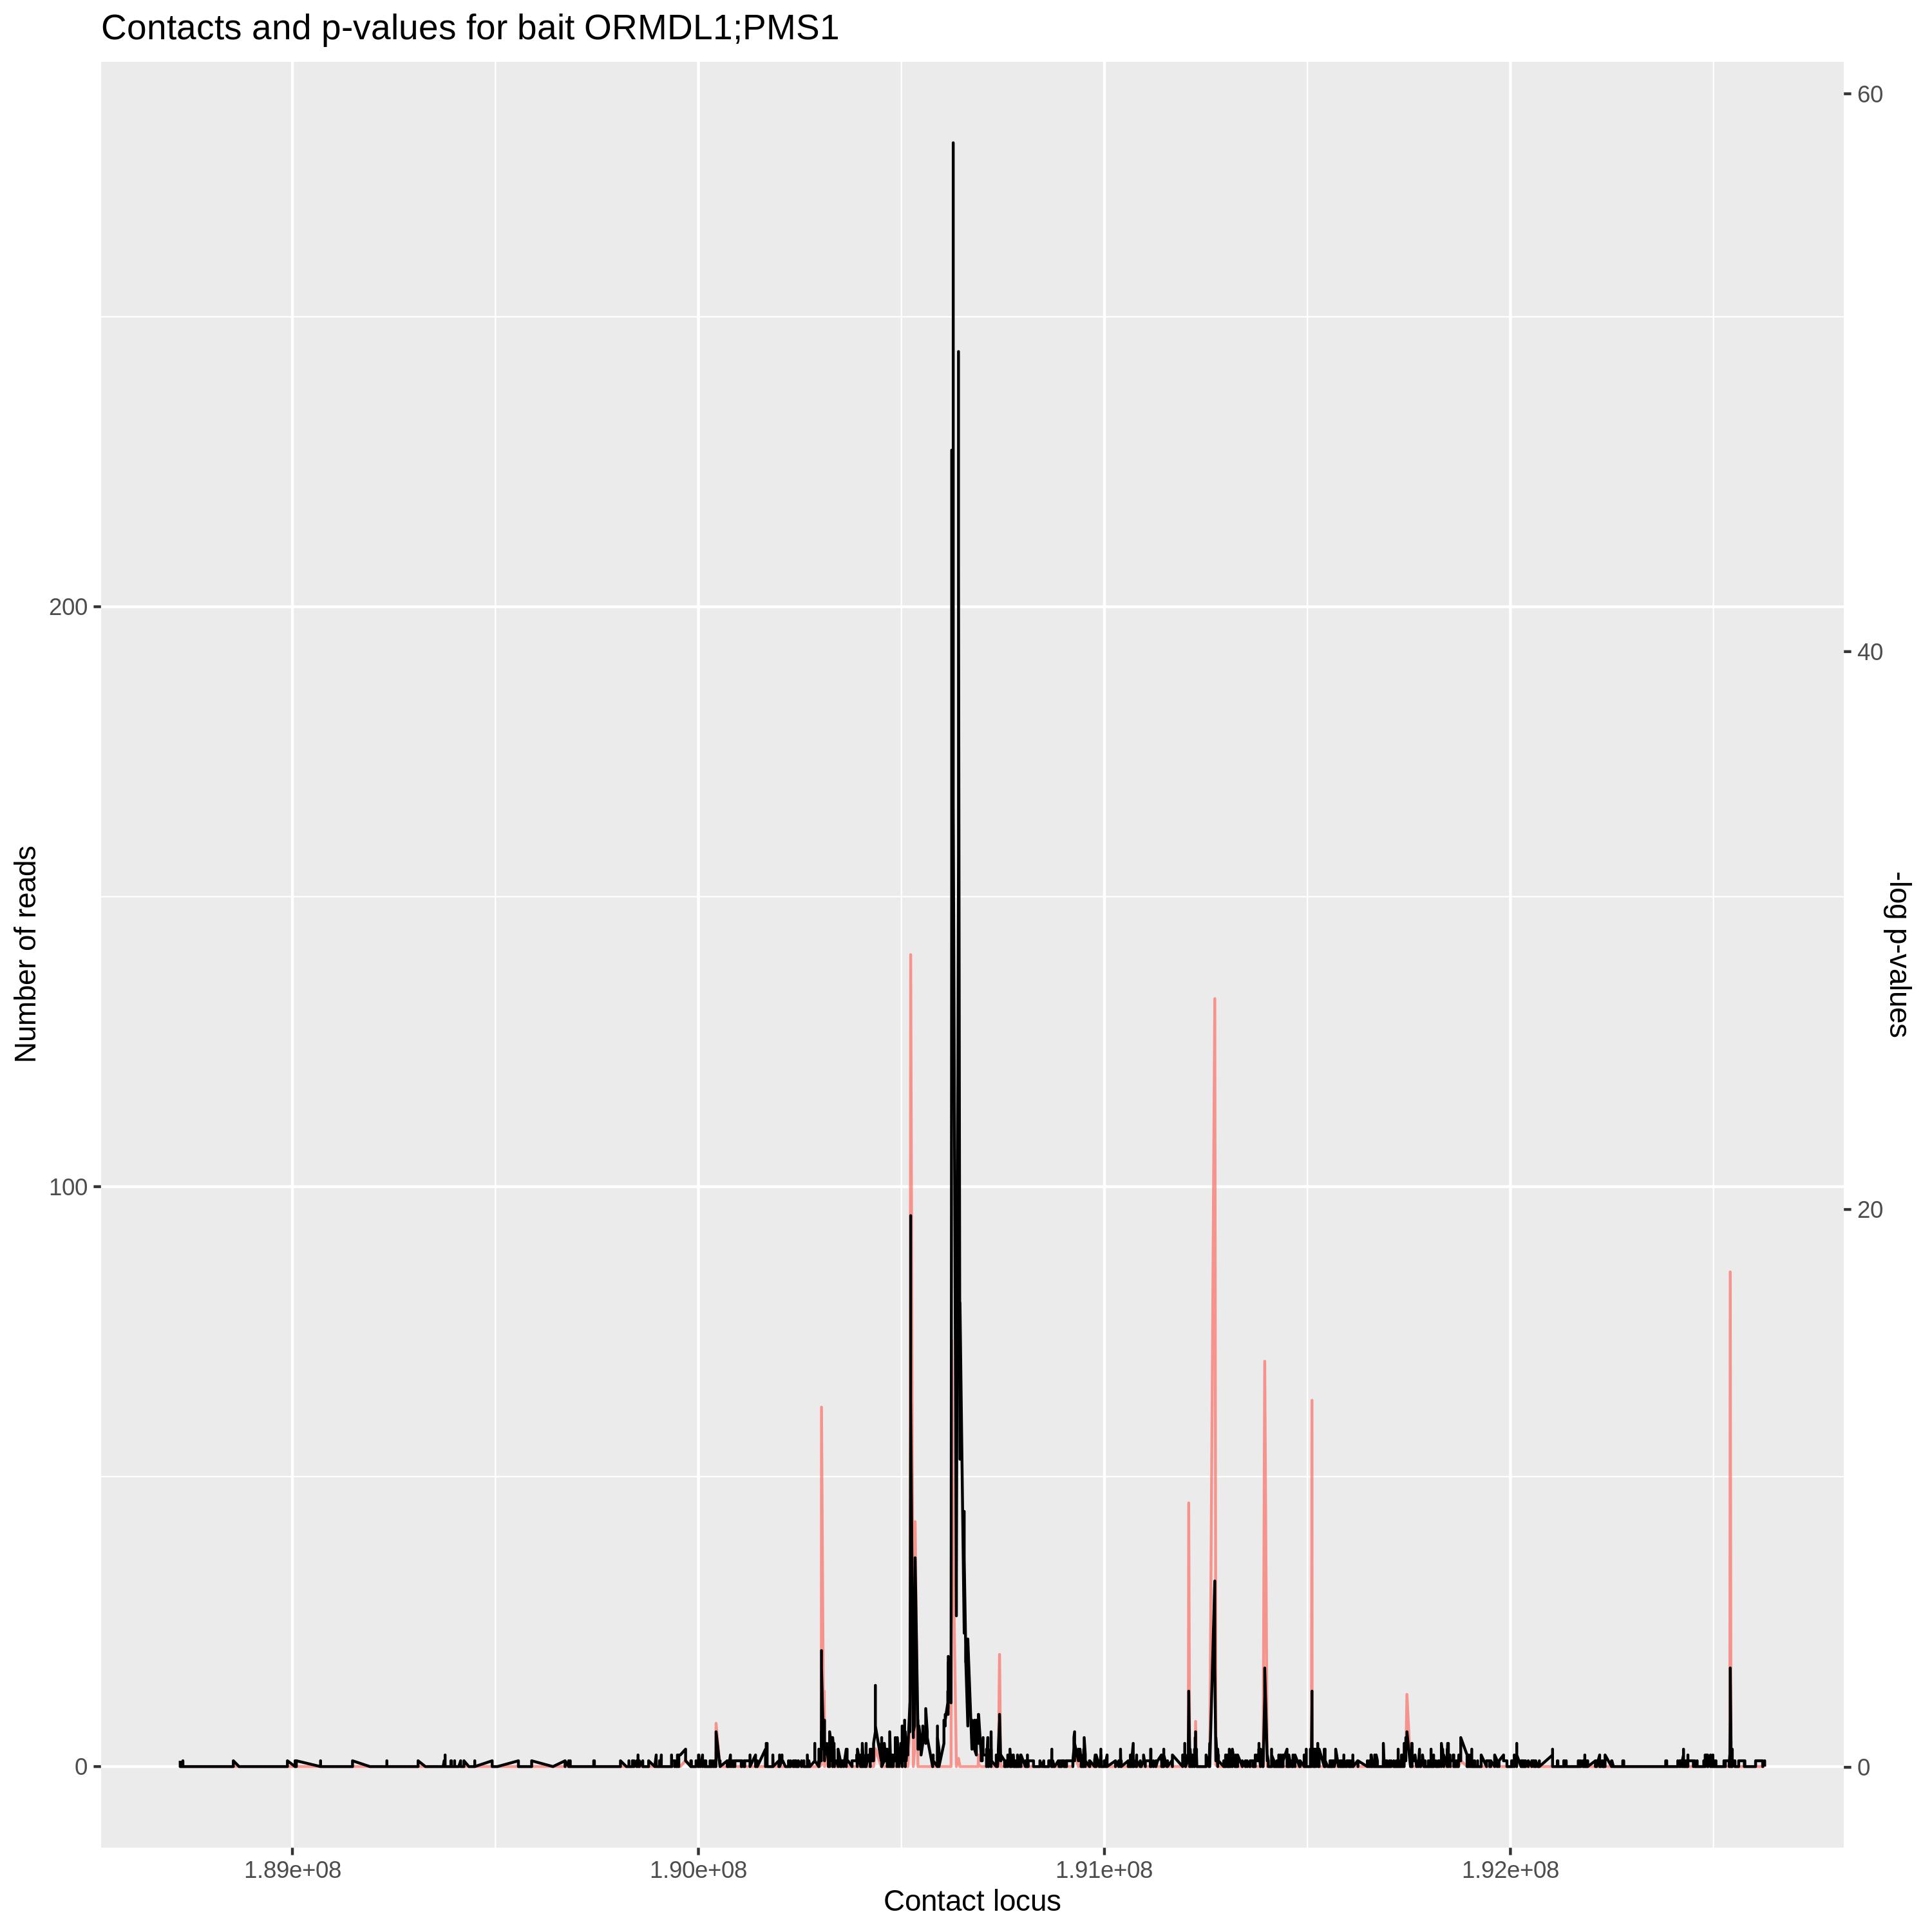 Contacts and p-values for bait ORMDL1;PMS1
60
200
40
Number of reads
-log p-values
100
20
0
0
1.89e+08
1.90e+08
1.91e+08
1.92e+08
Contact locus